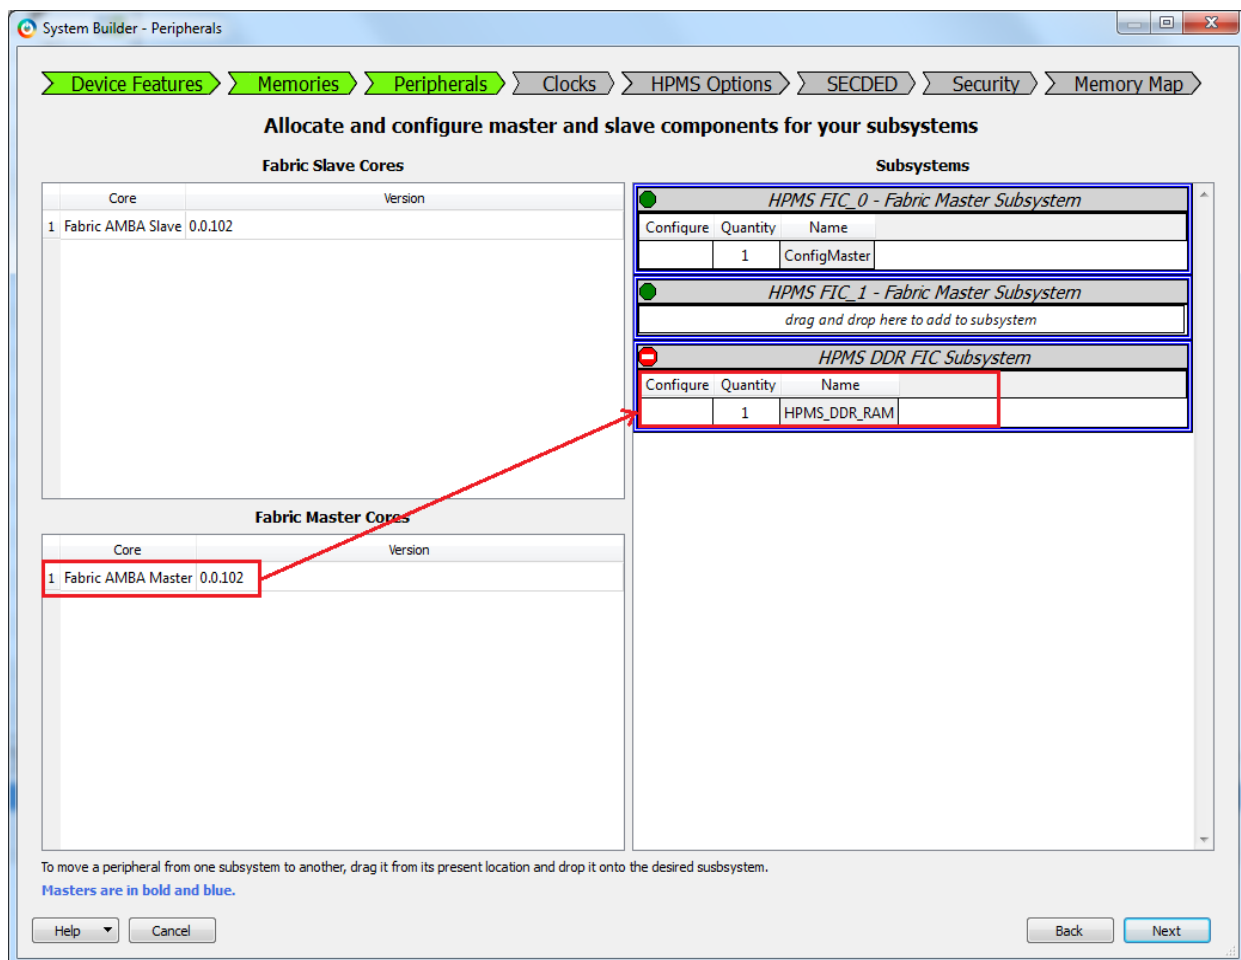 System Builder - Peripherals
Device Features Memories Peripherals Clocks HPMS Options SECDED Security Memory Map
Allocate and configure master and slave components for your subsystems
Fabric Slave Cores
Core Version
1 Fabric AMBA Slave 0.0.102
Fabric Master Cores
Core Version
1 Fabric AMBA Master 0.0.102
Subsystems
HPMS FIC_0 - Fabric Master Subsystem
Configure Quantity Name
1 ConfigMaster
HPMS FIC_1 - Fabric Master Subsystem
drag and drop here to add to subsystem
HPMS DDR FIC Subsystem
Configure Quantity Name
1 HPMS_DDR_RAM
To move a peripheral from one subsystem to another, drag it from its present location and drop it onto the desired susbsystem.
Masters are in bold and blue.
Help Cancel Back Next